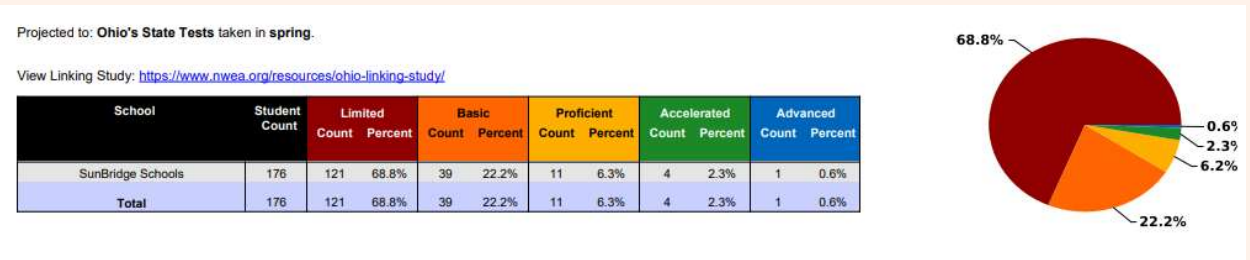 Projected to: Ohio's State Tests taken in spring.
View Linking Study: https://www.nwea.org/resources/ohio-linking-study/
School Student Count Limited Basic Proficient Accelerated Advanced
Count Percent Count Percent Count Percent Count Percent Count Percent
SunBridge Schools 176 121 68.8% 39 22.2% 11 6.3% 4 2.3% 1 0.6%
Total 176 121 68.8% 39 22.2% 11 6.3% 4 2.3% 1 0.6%
68.8%
0.6%
2.3%
6.2%
22.2%